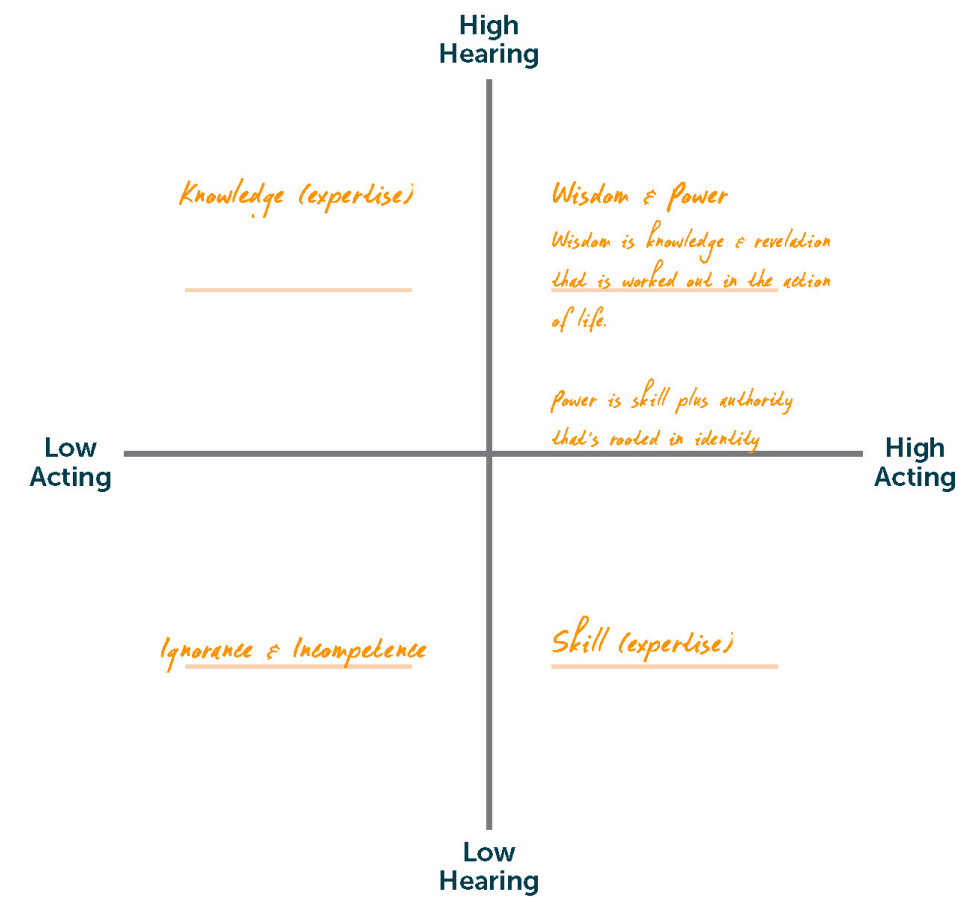 High
Hearing
Knowledge (expertise)
Wisdom & Power
Wisdom is knowledge & revelation
that is worked out in the action
of life.
Power is skill plus authority
that's rooted in identity
Low
Acting
High
Acting
Ignorance & Incompetence
Skill (expertise)
Low
Hearing